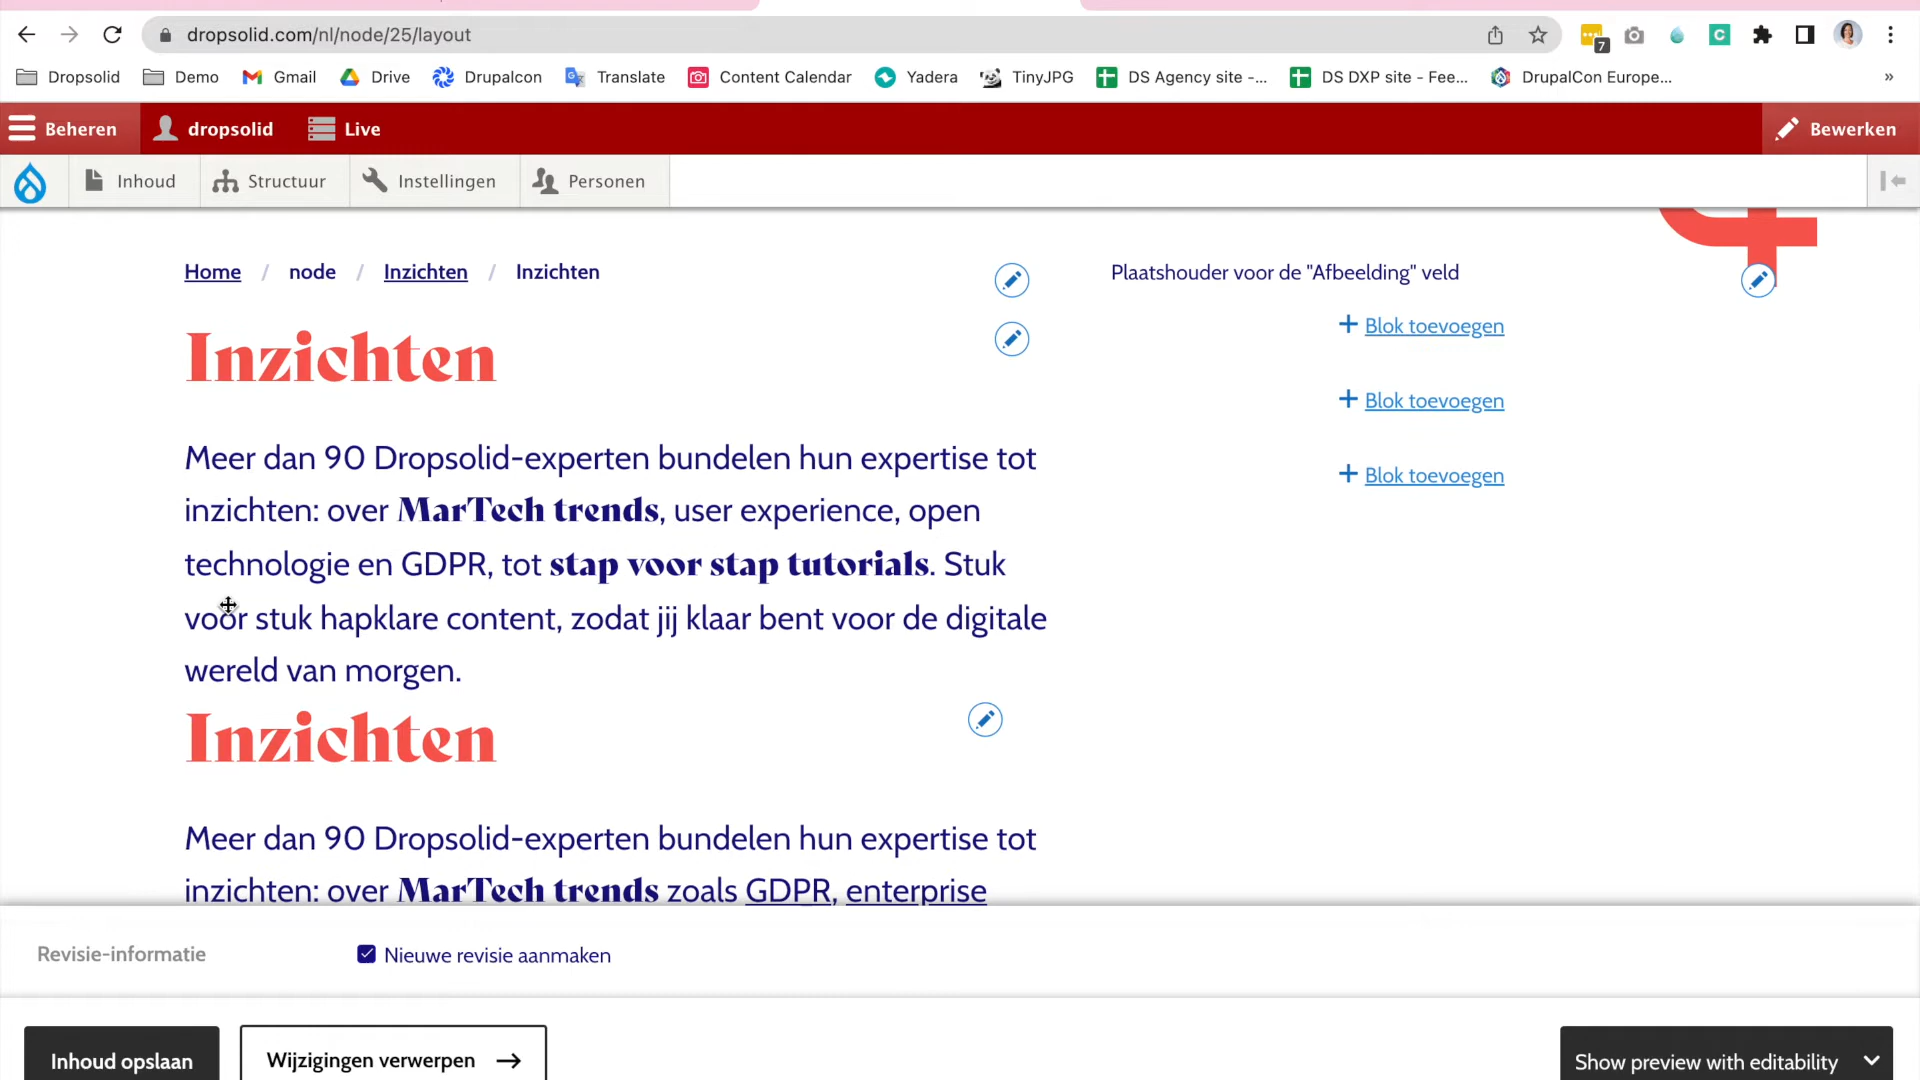 dropsolid.com/nl/node/25/layout
7
C
Dropsolid Demo Gmail Drive Drupalcon Translate Content Calendar Yadera TinyJPG DS Agency site -... DS DXP site - Fee... DrupalCon Europe... »
Beheren dropsolid Live Bewerken
Inhoud Structuur Instellingen Personen
Home / node / Inzichten / Inzichten
Plaatshouder voor de "Afbeelding" veld
+ Blok toevoegen
+ Blok toevoegen
+ Blok toevoegen
Inzichten
Meer dan 90 Dropsolid-experten bundelen hun expertise tot
inzichten: over MarTech trends, user experience, open
technologie en GDPR, tot stap voor stap tutorials. Stuk
voor stuk hapklare content, zodat jij klaar bent voor de digitale
wereld van morgen.
Inzichten
Meer dan 90 Dropsolid-experten bundelen hun expertise tot
inzichten: over MarTech trends zoals GDPR, enterprise
Revisie-informatie Nieuwe revisie aanmaken
Inhoud opslaan Wijzigingen verwerpen → Show preview with editability